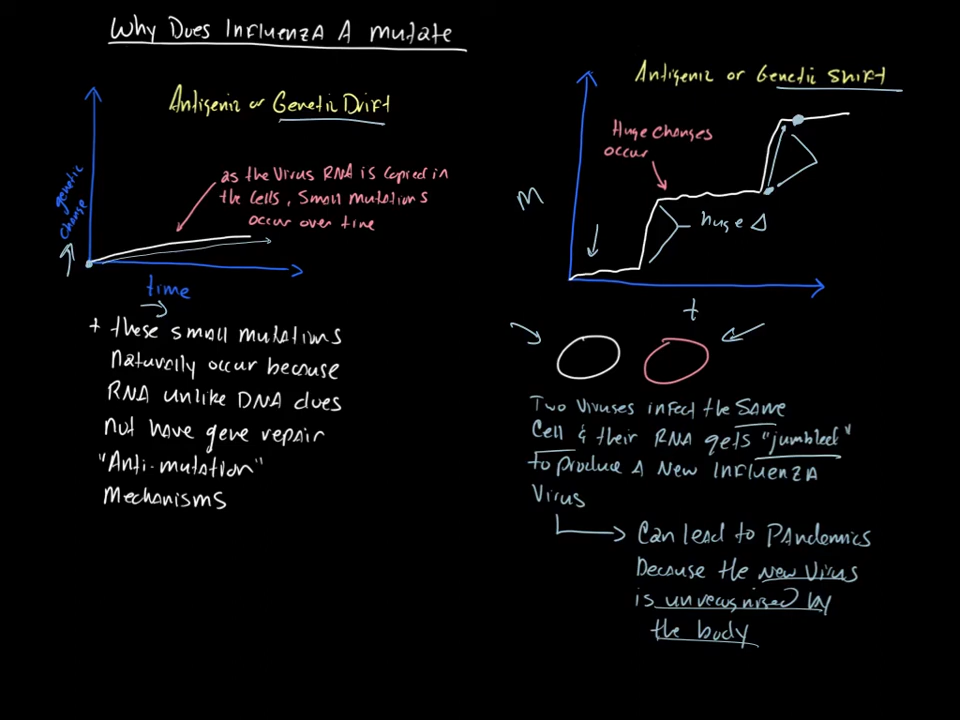 Why Does Influenza A mutate
Antigenic or Genetic Drift
genetic
change
as the Virus RNA is copied in
the Cells, Small mutations
occur over time
time
+ these small mutations
Naturally occur because
RNA unlike DNA does
not have gene repair
"Anti-mutation"
Mechanisms
Antigenic or Genetic Shift
Huge Changes
occur
M
huge Δ
t
Two Viruses infect the Same
Cell & their RNA gets "jumbled"
to produce A New Influenza
Virus
Can lead to Pandemics
Because the new Virus
is unrecognised by
the body